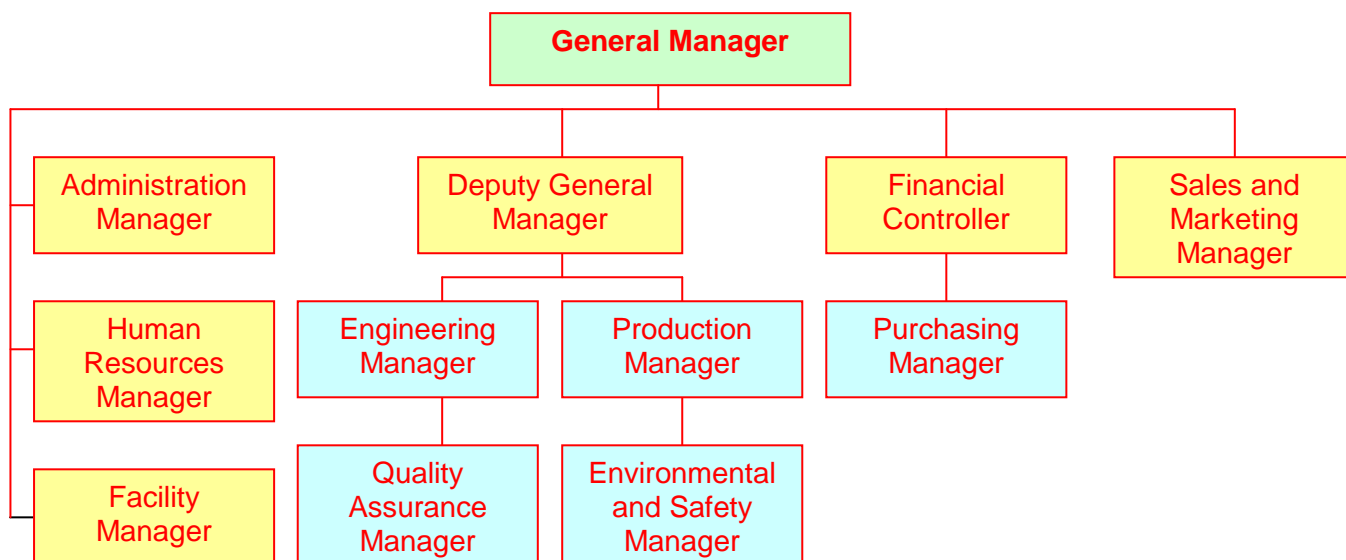 General Manager
Administration
Manager
Deputy General
Manager
Financial
Controller
Sales and
Marketing
Manager
Human
Resources
Manager
Engineering
Manager
Production
Manager
Purchasing
Manager
Facility
Manager
Quality
Assurance
Manager
Environmental
and Safety
Manager